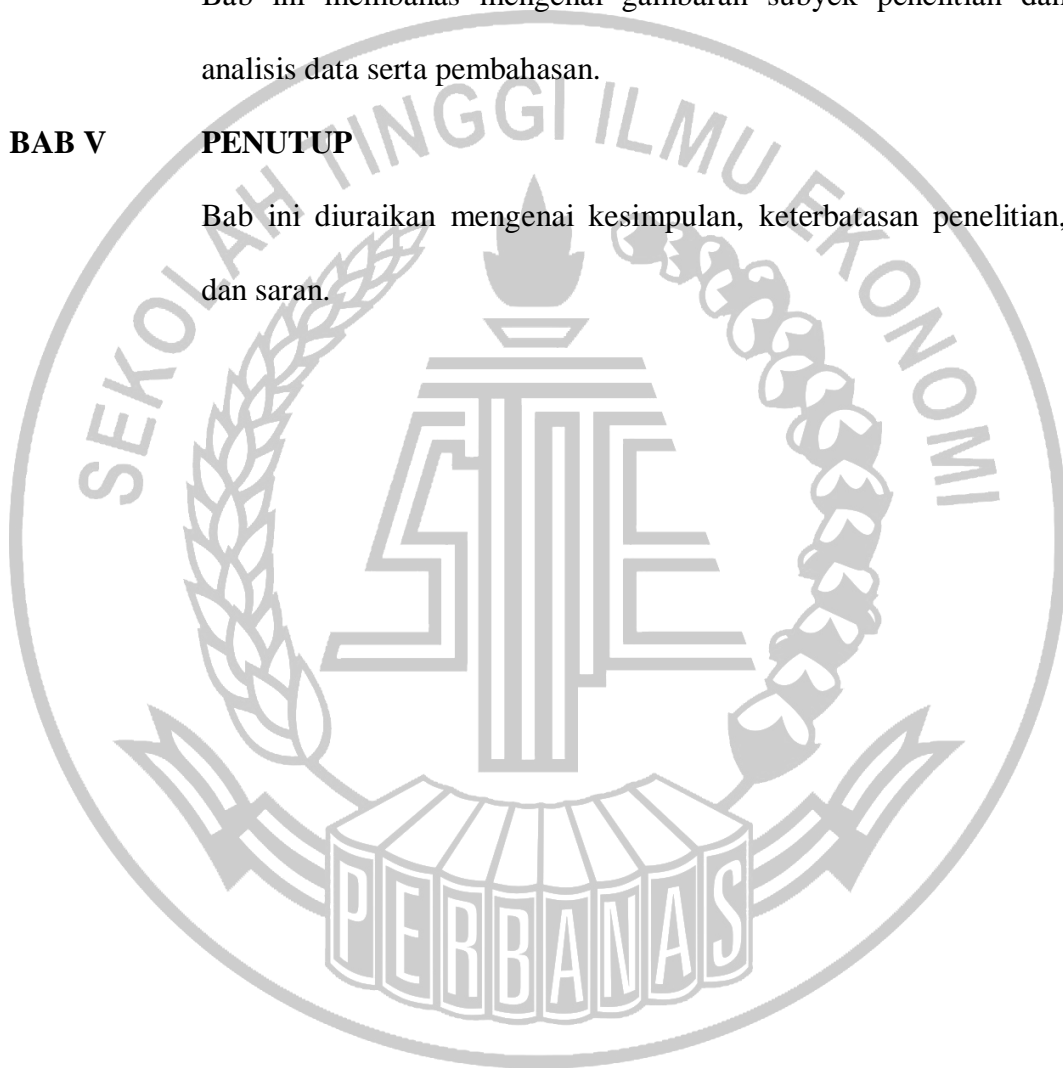 Bab ini membahas mengenai gambaran subyek penelitian dan
analisis data serta pembahasan.
BAB V PENUTUP
Bab ini diuraikan mengenai kesimpulan, keterbatasan penelitian,
dan saran.
SEKOLAH TINGGI ILMU EKONOMI
STIE
PERBANAS